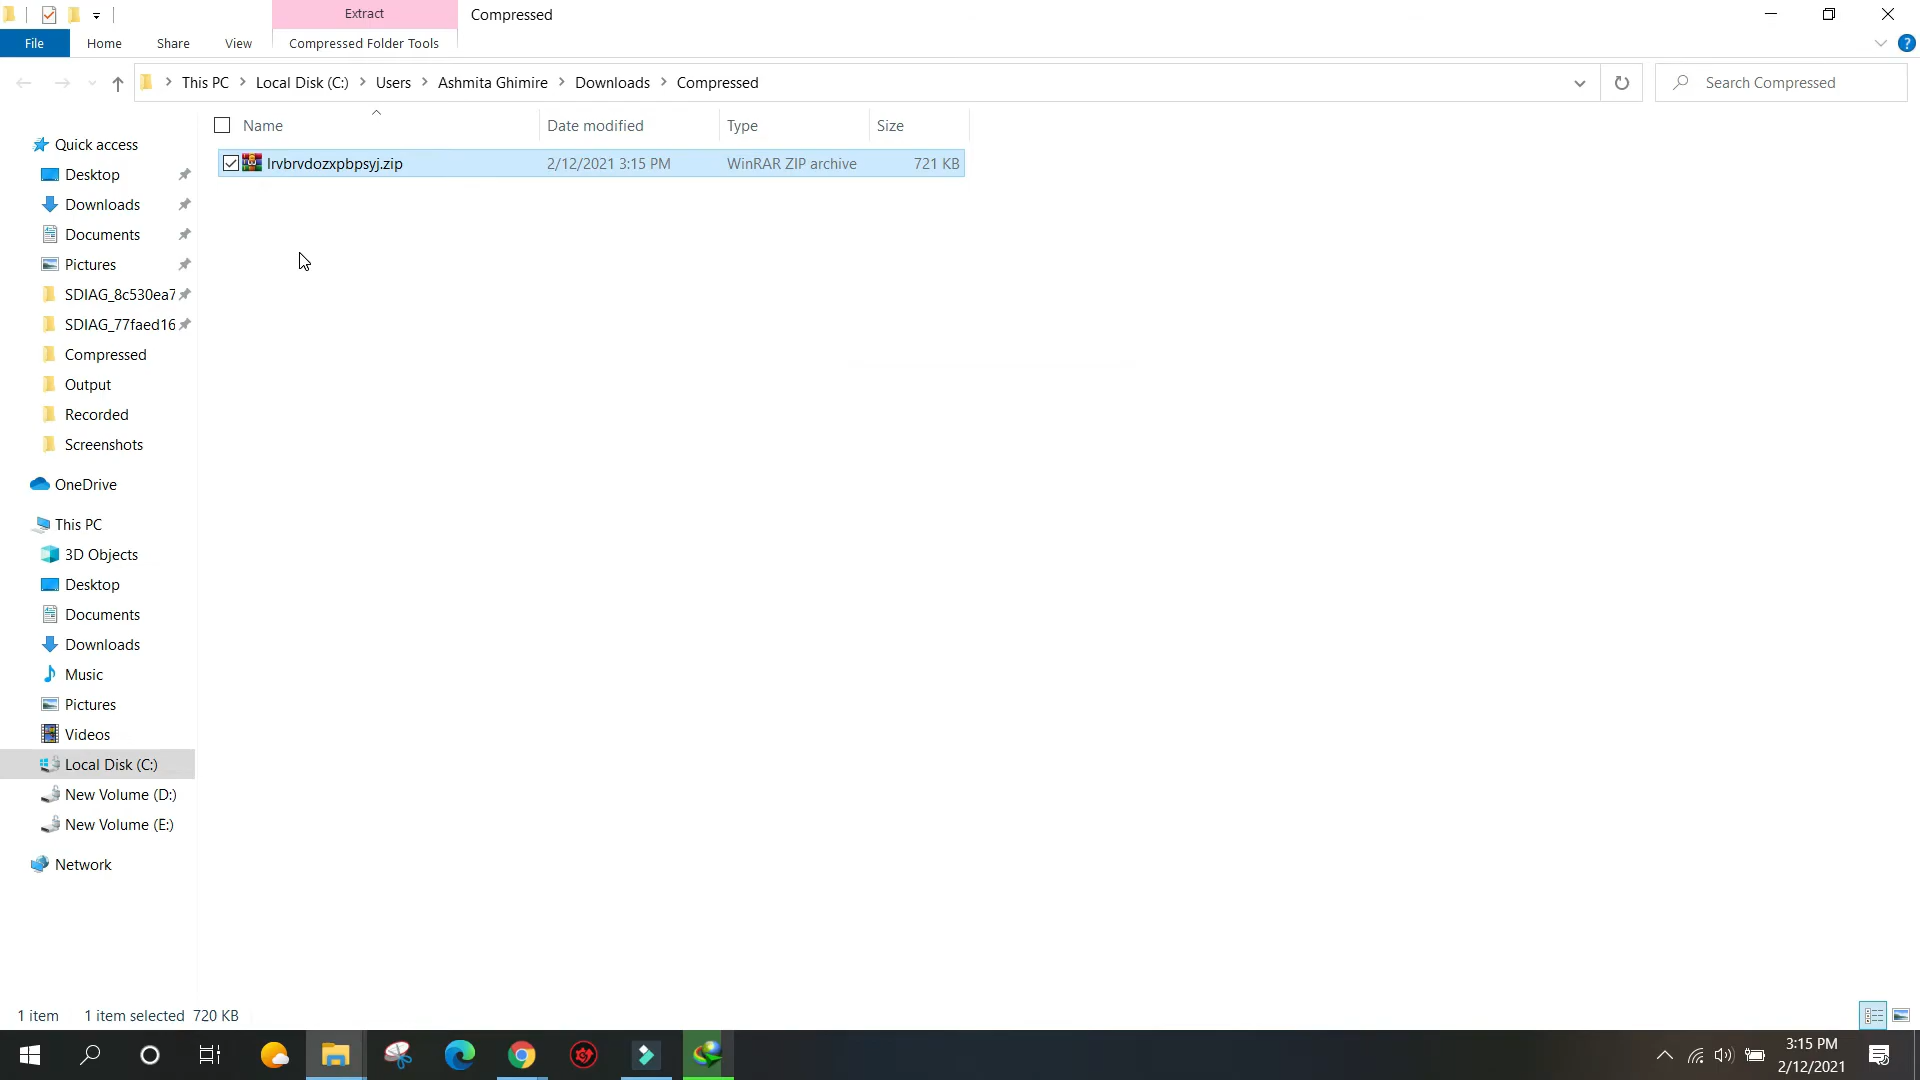 Extract
Compressed
File
Home
Share
View
Compressed Folder Tools
This PC
Local Disk (C:)
Users
Ashmita Ghimire
Downloads
Compressed
Search Compressed
Name
Date modified
Type
Size
lrvbrvdozxpbpsyj.zip
2/12/2021 3:15 PM
WinRAR ZIP archive
721 KB
Quick access
Desktop
Downloads
Documents
Pictures
SDIAG_8c530ea7
SDIAG_77faed16
Compressed
Output
Recorded
Screenshots
OneDrive
This PC
3D Objects
Desktop
Documents
Downloads
Music
Pictures
Videos
Local Disk (C:)
New Volume (D:)
New Volume (E:)
Network
1 item
1 item selected 720 KB
3:15 PM
2/12/2021